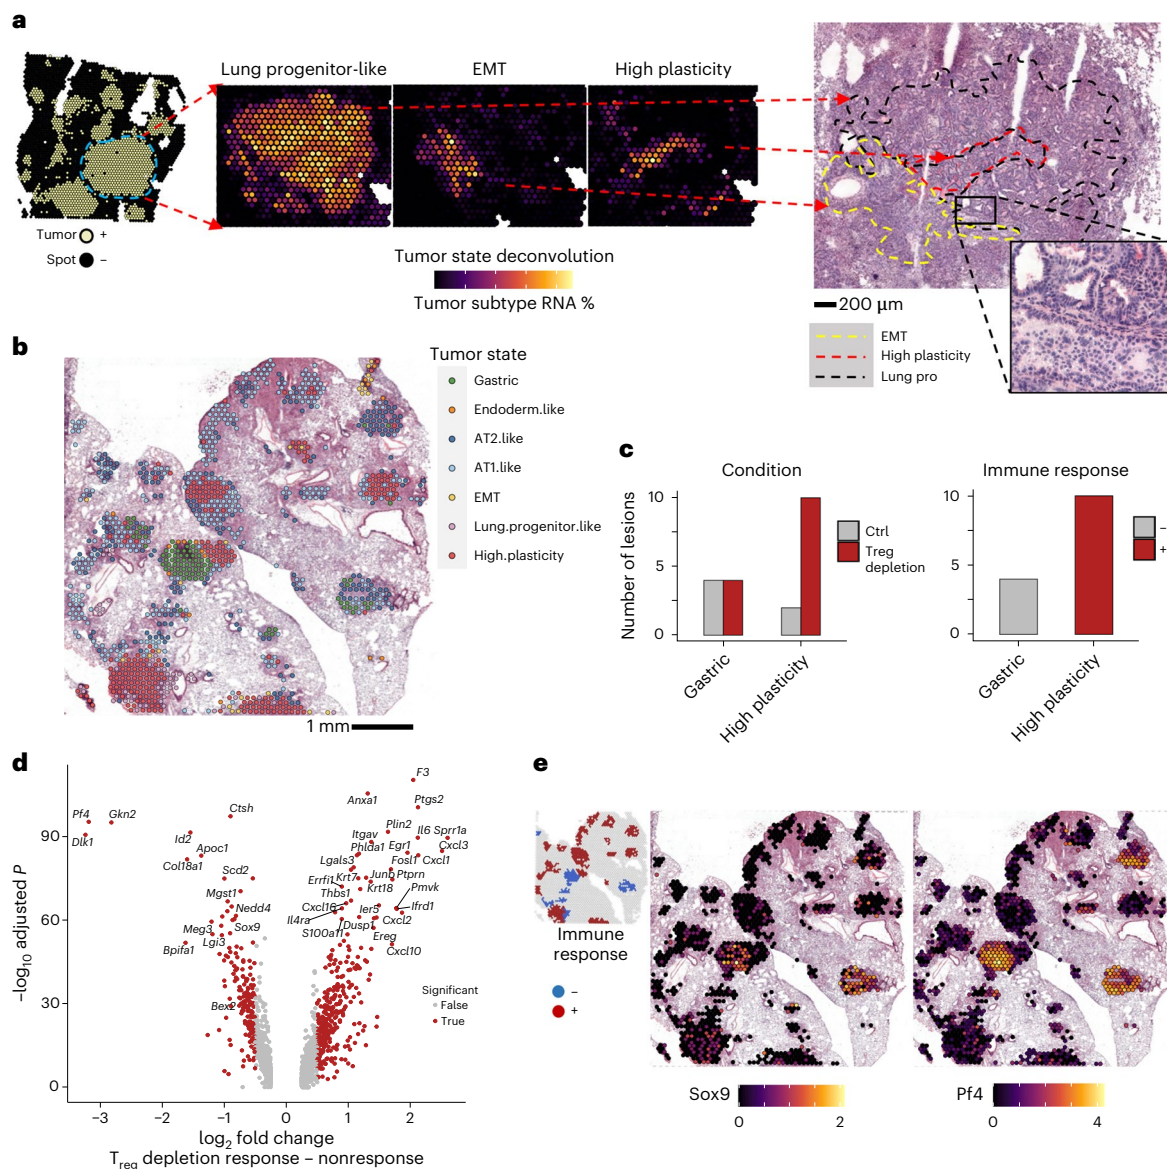 a
Lung progenitor-like
EMT
High plasticity
Tumor +
Spot –
Tumor state deconvolution
Tumor subtype RNA %
200 µm
EMT
High plasticity
Lung pro
b
Tumor state
Gastric
Endoderm.like
AT2.like
AT1.like
EMT
Lung.progenitor.like
High.plasticity
1 mm
c
Condition
Number of lesions
10
5
0
Gastric
High plasticity
Ctrl
Treg
depletion
Immune response
10
5
0
Gastric
High plasticity
–
+
d
–log10 adjusted P
90
60
30
0
–3
–2
–1
0
1
2
log2 fold change
Treg depletion response – nonresponse
F3
Anxa1
Ptgs2
Pf4
Gkn2
Ctsh
Dlk1
Id2
Plin2
Itgav
Il6
Sprr1a
Phlda1
Egr1
Cxcl3
Apoc1
Col18a1
Lgals3
Fosl1
Cxcl1
Scd2
Errfi1
Krt7
Junb
Ptprn
Mgst1
Thbs1
Krt18
Pmvk
Nedd4
Cxcl16
Ier5
Ifrd1
Il4ra
Dusp1
Cxcl2
Meg3
Sox9
S100a11
Ereg
Lgi3
Bpifa1
Cxcl10
Bex2
Significant
False
True
e
Immune
response
–
+
Sox9
0
2
Pf4
0
4